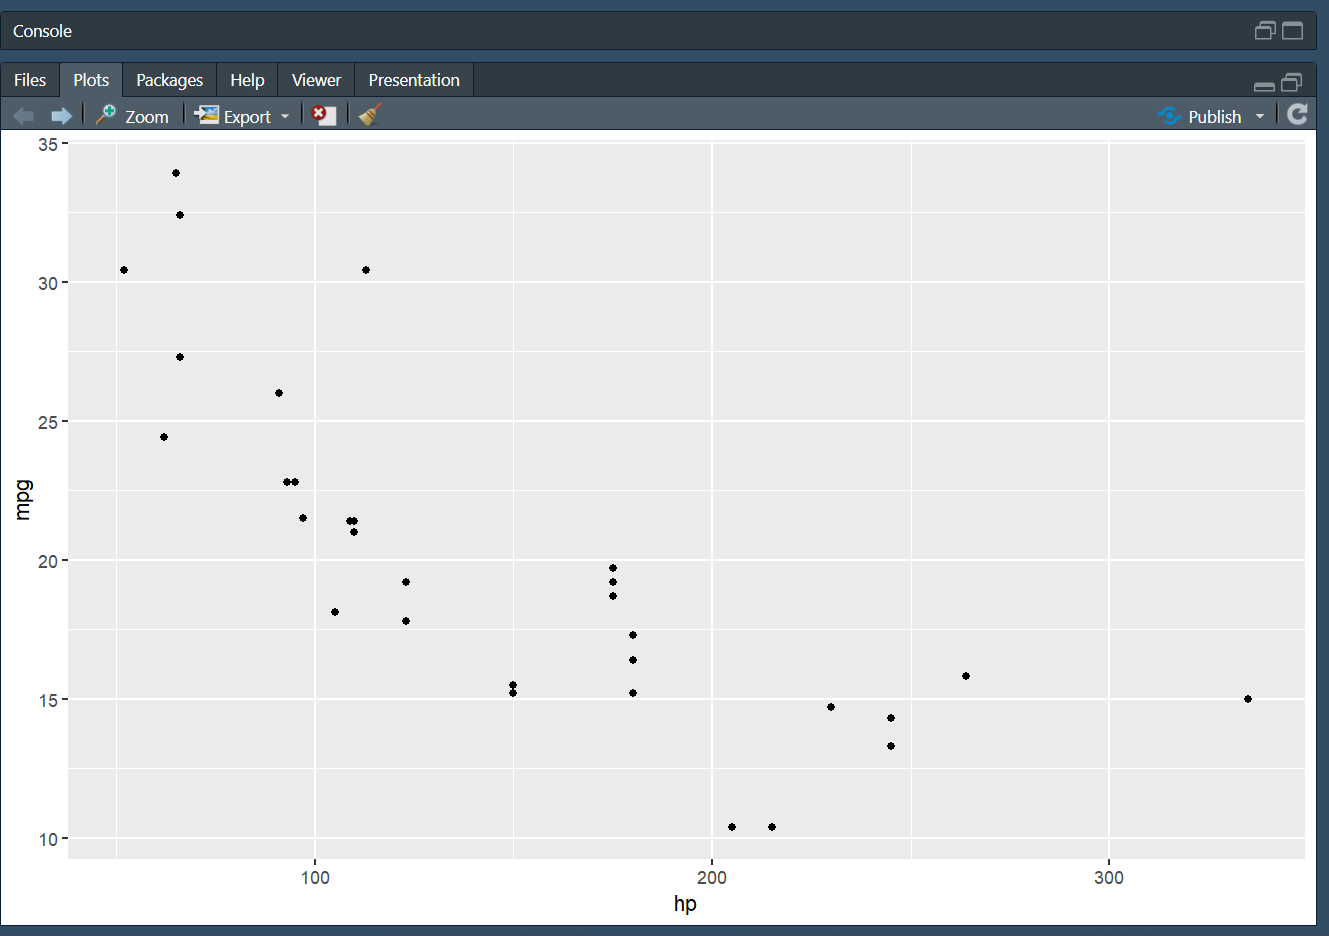 Console
Files Plots Packages Help Viewer Presentation
Zoom Export Publish
35
30
25
20
15
10
mpg
100 200 300
hp